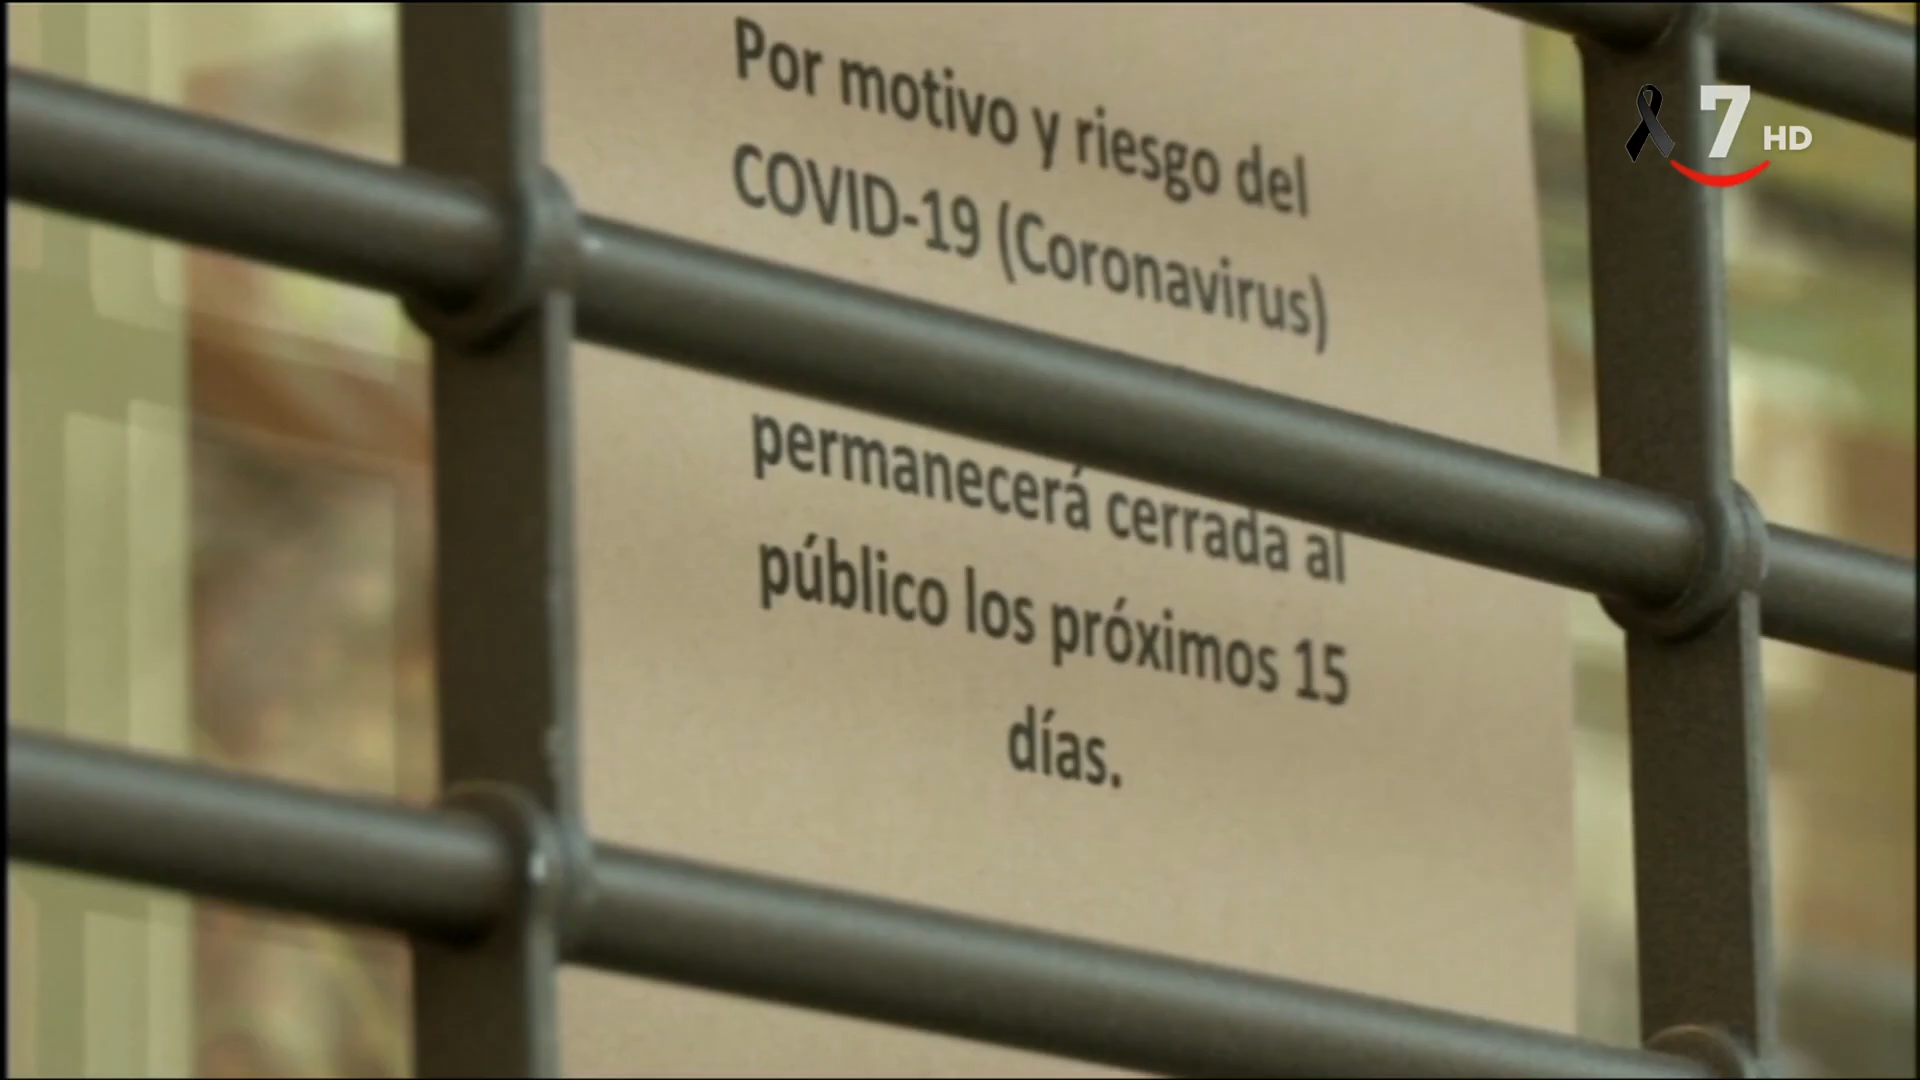 Por motivo y riesgo del
COVID-19 (Coronavirus)
permanecerá cerrada al
público los próximos 15
días.
7 HD